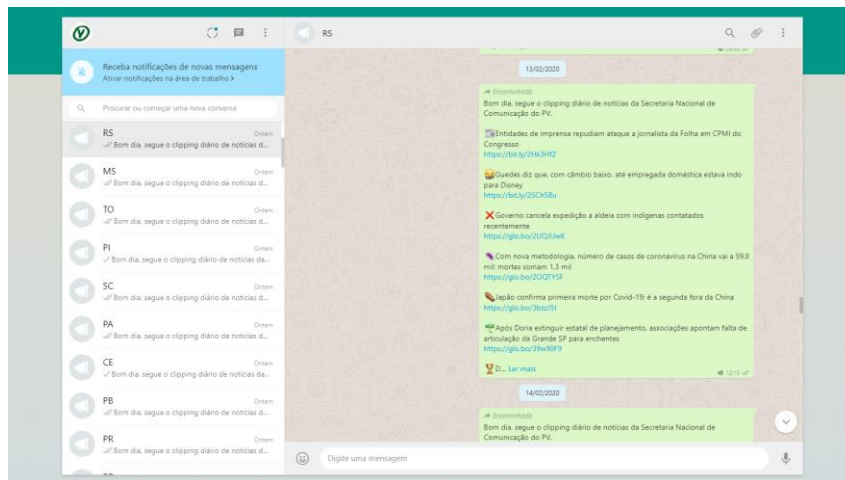 RS
Receba notificações de novas mensagens
Ativar notificações na área de trabalho >
Procurar ou começar uma nova conversa
RS
Ontem
Bom dia, segue o clipping diário de notícias d...
MS
Ontem
Bom dia, segue o clipping diário de notícias d...
TO
Ontem
Bom dia, segue o clipping diário de notícias d...
PI
Ontem
Bom dia, segue o clipping diário de notícias da...
SC
Ontem
Bom dia, segue o clipping diário de notícias d...
PA
Ontem
Bom dia, segue o clipping diário de notícias d...
CE
Ontem
Bom dia, segue o clipping diário de notícias da...
PB
Ontem
Bom dia, segue o clipping diário de notícias d...
PR
Ontem
Bom dia, segue o clipping diário de notícias d...
13/02/2020
Encaminhada
Bom dia, segue o clipping diário de notícias da Secretaria Nacional de
Comunicação do PV.
Entidades de imprensa repudiam ataque a jornalista da Folha em CPMI do
Congresso
https://bit.ly/2Hk3HfZ
Guedes diz que, com câmbio baixo, até empregada doméstica estava indo
para Disney
https://bit.ly/2SCh5Bu
❌Governo cancela expedição a aldeia com indígenas contatados
recentemente
https://glo.bo/2UQJUwK
🍆Com nova metodologia, número de casos de coronavírus na China vai a 59,8
mil; mortes somam 1,3 mil
https://glo.bo/2OQTYSF
Japão confirma primeira morte por Covid-19; é a segunda fora da China
https://glo.bo/3bzzJ5I
Após Doria extinguir estatal de planejamento, associações apontam falta de
articulação da Grande SP para enchentes
https://glo.bo/39w90F9
🏆D... Ler mais
12:15
14/02/2020
Encaminhada
Bom dia, segue o clipping diário de notícias da Secretaria Nacional de
Comunicação do PV.
Digite uma mensagem